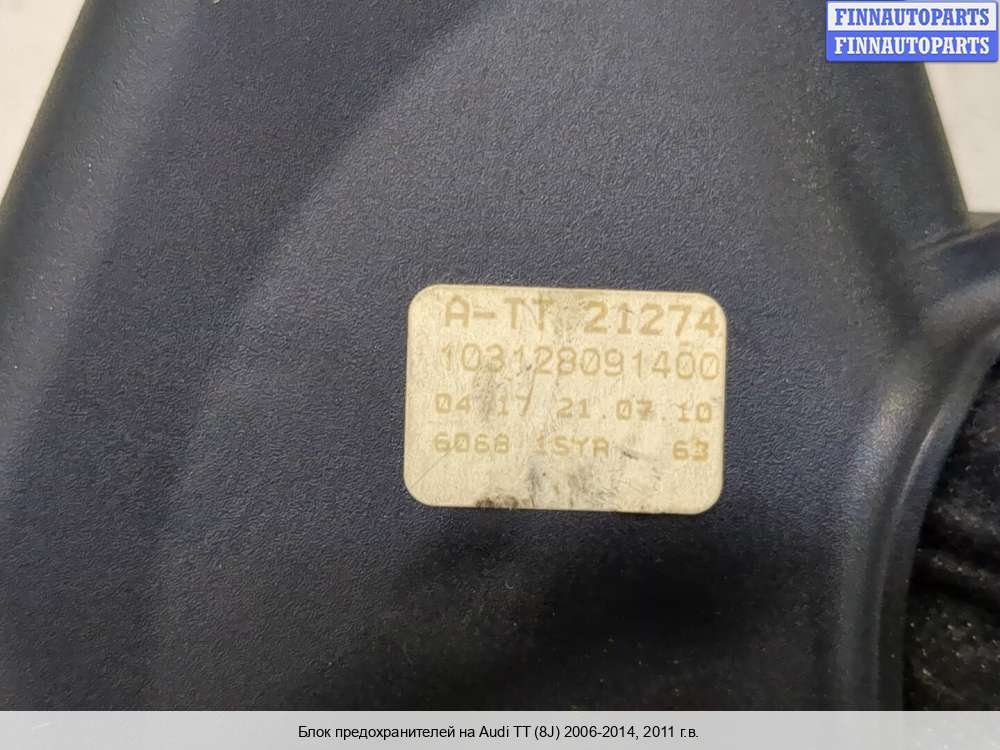 FINNAUTOPARTS
FINNAUTOPARTS
A-TT 21274
103128091400
04 17 21.07.10
6068 1SYR 63
Блок предохранителей на Audi TT (8J) 2006-2014, 2011 г.в.